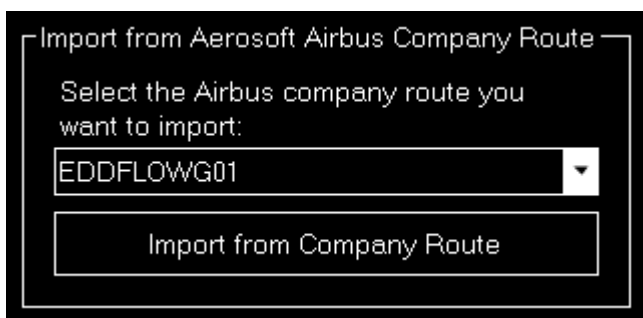 Import from Aerosoft Airbus Company Route
Select the Airbus company route you
want to import:
EDDFLOWG01
Import from Company Route